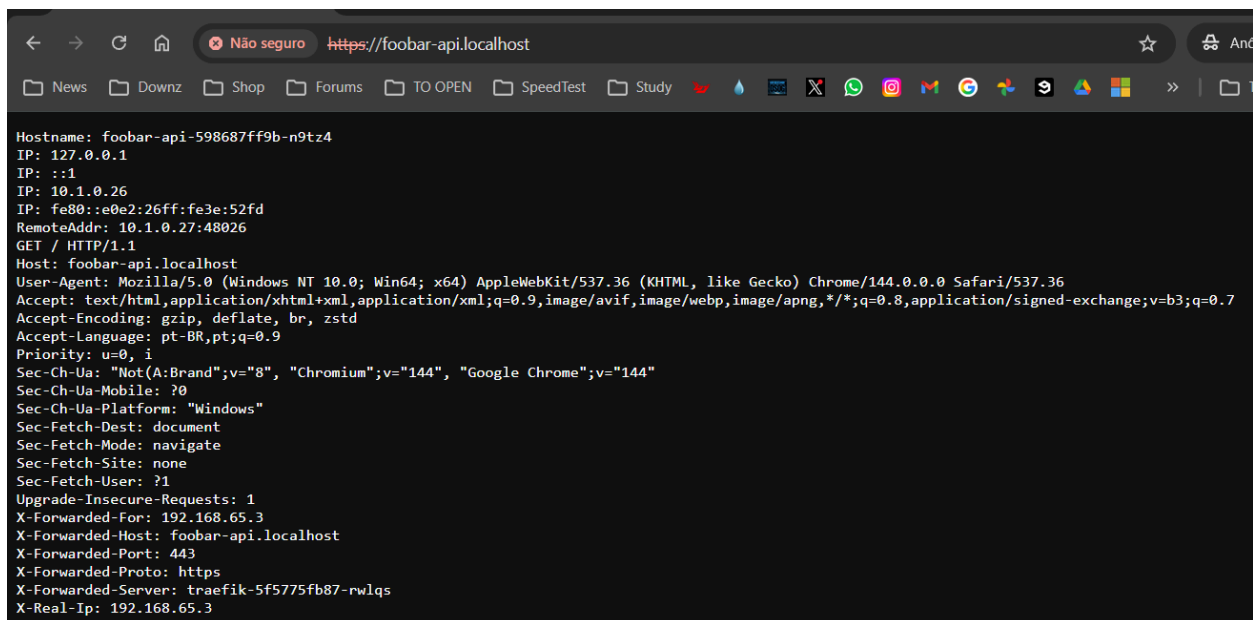 Não seguro https://foobar-api.localhost
News Downz Shop Forums TO OPEN SpeedTest Study
Hostname: foobar-api-598687ff9b-n9tz4
IP: 127.0.0.1
IP: ::1
IP: 10.1.0.26
IP: fe80::e0e2:26ff:fe3e:52fd
RemoteAddr: 10.1.0.27:48026
GET / HTTP/1.1
Host: foobar-api.localhost
User-Agent: Mozilla/5.0 (Windows NT 10.0; Win64; x64) AppleWebKit/537.36 (KHTML, like Gecko) Chrome/144.0.0.0 Safari/537.36
Accept: text/html,application/xhtml+xml,application/xml;q=0.9,image/avif,image/webp,image/apng,*/*;q=0.8,application/signed-exchange;v=b3;q=0.7
Accept-Encoding: gzip, deflate, br, zstd
Accept-Language: pt-BR,pt;q=0.9
Priority: u=0, i
Sec-Ch-Ua: "Not(A:Brand";v="8", "Chromium";v="144", "Google Chrome";v="144"
Sec-Ch-Ua-Mobile: ?0
Sec-Ch-Ua-Platform: "Windows"
Sec-Fetch-Dest: document
Sec-Fetch-Mode: navigate
Sec-Fetch-Site: none
Sec-Fetch-User: ?1
Upgrade-Insecure-Requests: 1
X-Forwarded-For: 192.168.65.3
X-Forwarded-Host: foobar-api.localhost
X-Forwarded-Port: 443
X-Forwarded-Proto: https
X-Forwarded-Server: traefik-5f5775fb87-rwlqs
X-Real-Ip: 192.168.65.3